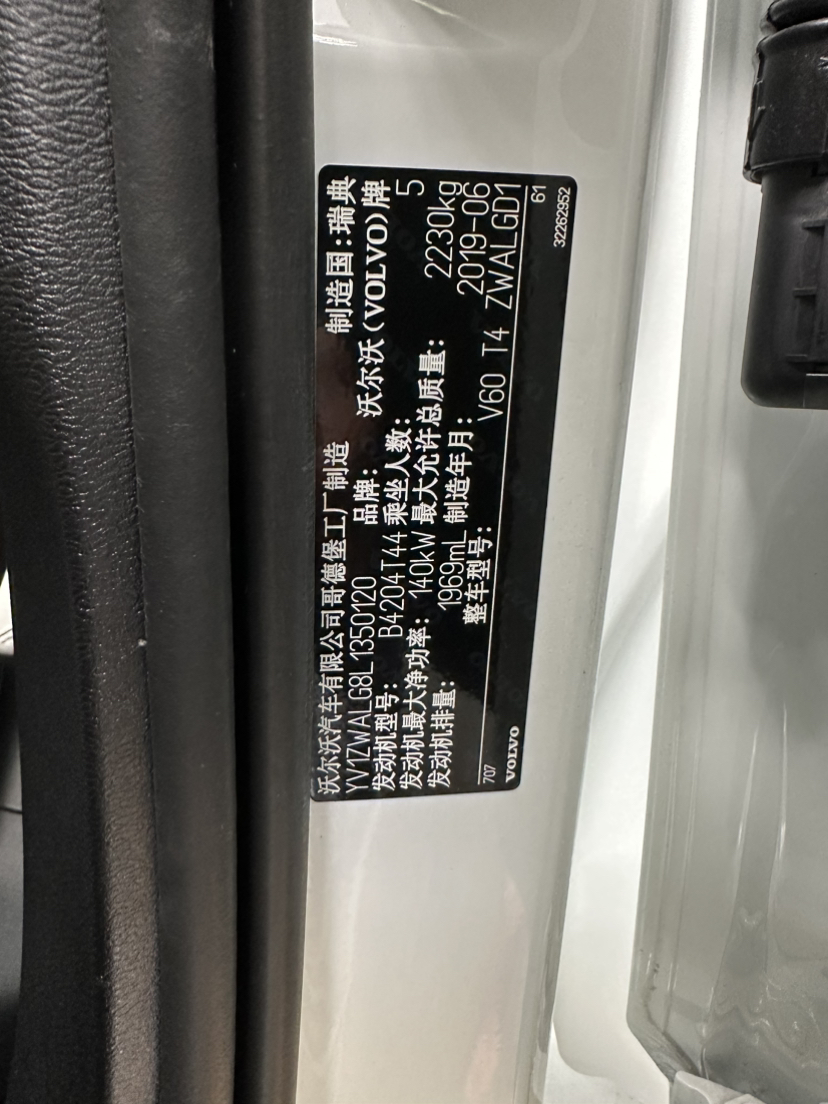 沃尔沃汽车有限公司哥德堡工厂制造 制造国:瑞典
YV1ZWALG8L1350120 品牌: 沃尔沃(VOLVO)牌
发动机型号: B4204T44 乘坐人数: 5
发动机最大净功率: 140kW 最大允许总质量: 2230kg
发动机排量: 1969mL 制造年月: 2019-06
整车型号: V60 T4 ZWALGD1
707 61
VOLVO 32262952